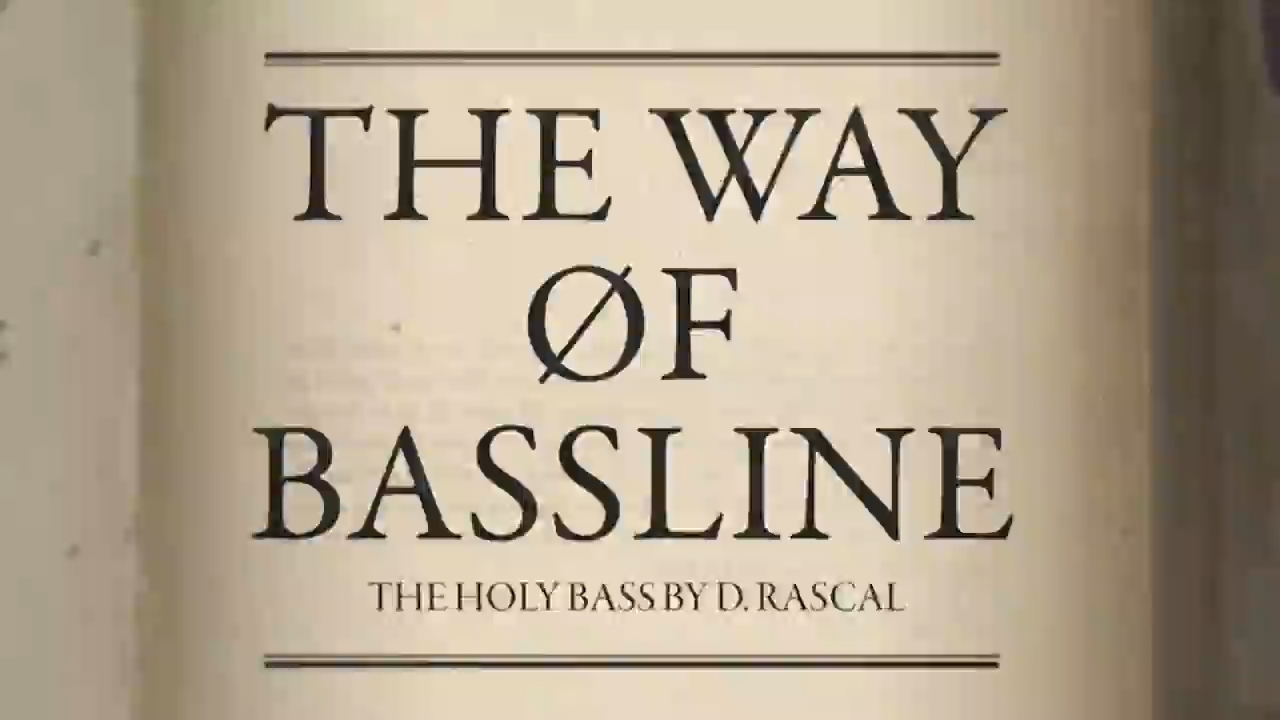 THE WAY
ØF
BASSLINE
THE HOLY BASS BY D. RASCAL